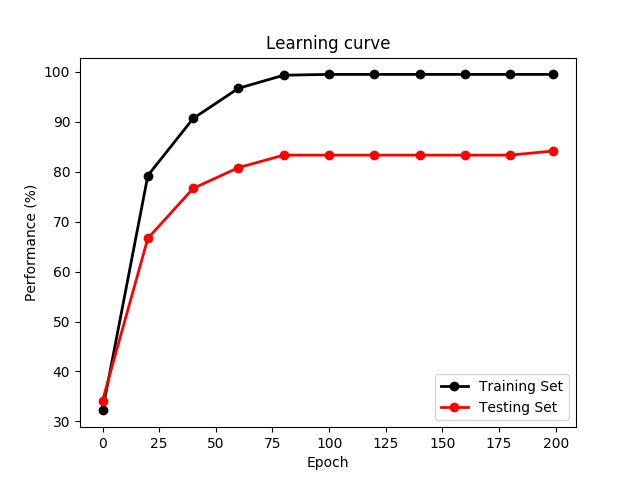 Learning curve
Performance (%)
100
90
80
70
60
50
40
30
0 25 50 75 100 125 150 175 200
Epoch
Training Set
Testing Set